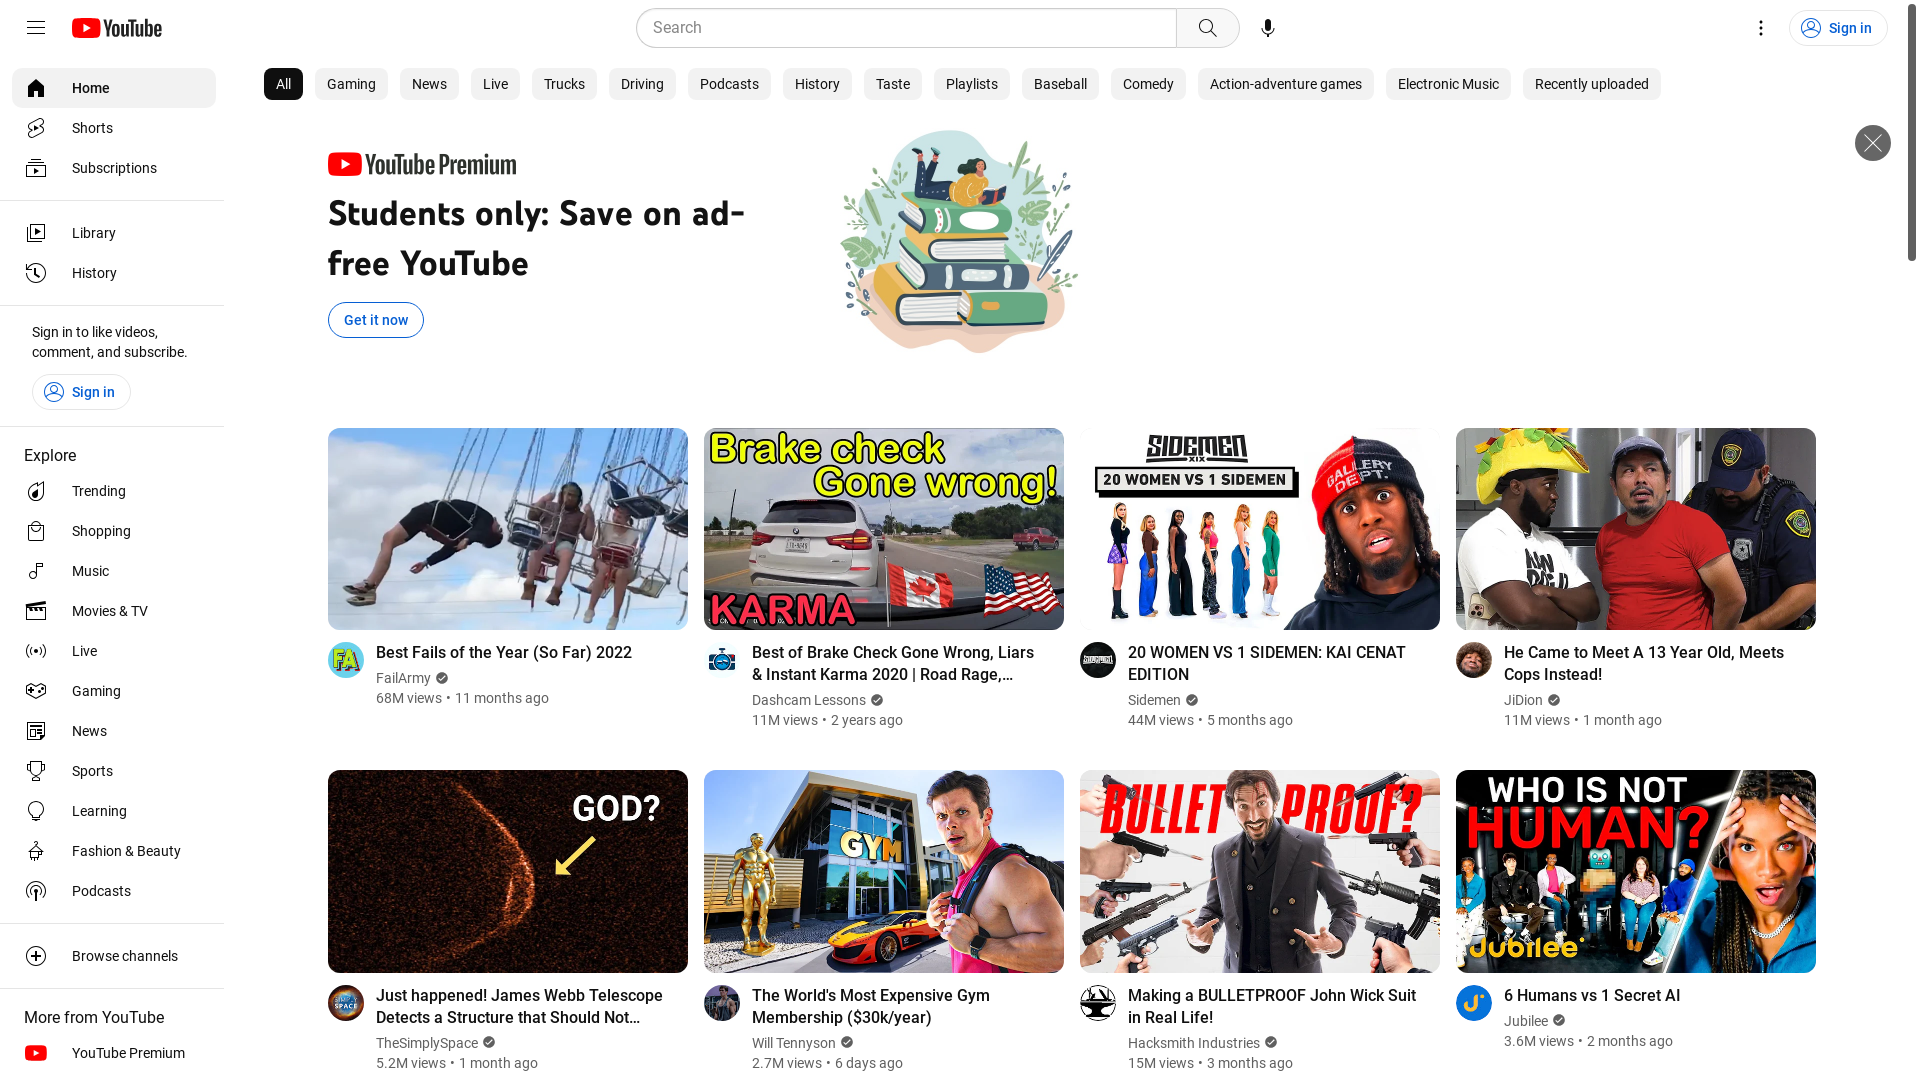 YouTube
Search
Sign in
Home
Shorts
Subscriptions
Library
History
Sign in to like videos,
comment, and subscribe.
Sign in
Explore
Trending
Shopping
Music
Movies & TV
Live
Gaming
News
Sports
Learning
Fashion & Beauty
Podcasts
Browse channels
More from YouTube
YouTube Premium
All
Gaming
News
Live
Trucks
Driving
Podcasts
History
Taste
Playlists
Baseball
Comedy
Action-adventure games
Electronic Music
Recently uploaded
YouTube Premium
Students only: Save on ad-
free YouTube
Get it now
FA
Best Fails of the Year (So Far) 2022
FailArmy
68M views • 11 months ago
Brake check
Gone wrong!
KARMA
Best of Brake Check Gone Wrong, Liars
& Instant Karma 2020 | Road Rage,...
Dashcam Lessons
11M views • 2 years ago
SIDEMEN
XIX
20 WOMEN VS 1 SIDEMEN
GALLERY
DEPT.
20 WOMEN VS 1 SIDEMEN: KAI CENAT
EDITION
Sidemen
44M views • 5 months ago
He Came to Meet A 13 Year Old, Meets
Cops Instead!
JiDion
11M views • 1 month ago
GOD?
SIMPLY
SPACE
Just happened! James Webb Telescope
Detects a Structure that Should Not...
TheSimplySpace
5.2M views • 1 month ago
GYM
The World's Most Expensive Gym
Membership ($30k/year)
Will Tennyson
2.7M views • 6 days ago
BULLET PROOF?
Making a BULLETPROOF John Wick Suit
in Real Life!
Hacksmith Industries
15M views • 3 months ago
WHO IS NOT
HUMAN?
Jubilee
6 Humans vs 1 Secret AI
Jubilee
3.6M views • 2 months ago